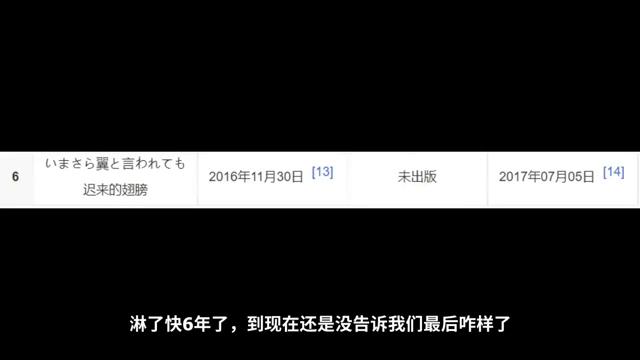 6
いまさら翼と言われても
迟来的翅膀
2016年11月30日 [13]
未出版
2017年07月05日 [14]
淋了快6年了，到现在还是没告诉我们最后咋样了